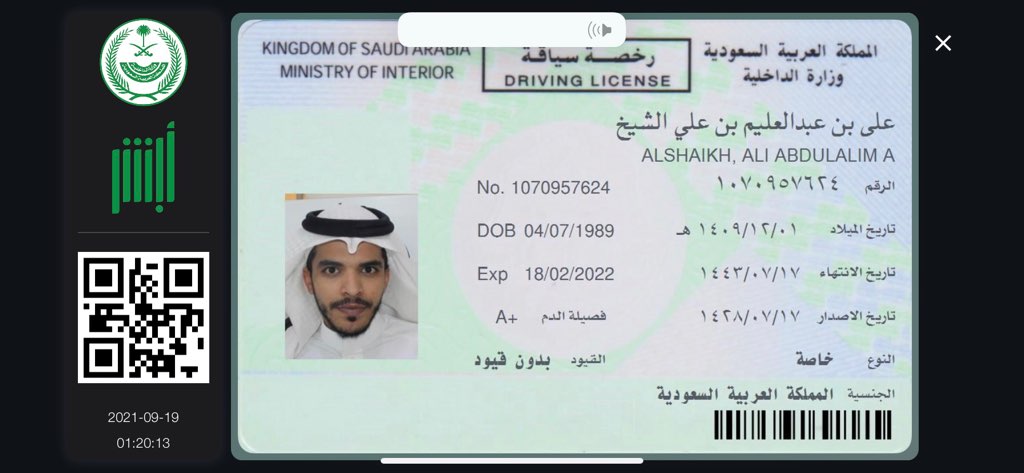 أبشر
2021-09-19
01:20:13
KINGDOM OF SAUDI ARABIA
MINISTRY OF INTERIOR
رخصة سياقة
DRIVING LICENSE
المملكة العربية السعودية
وزارة الداخلية
على بن عبدالعليم بن علي الشيخ
ALSHAIKH, ALI ABDULALIM A
No. 1070957624 الرقم ١٠٧٠٩٥٧٦٢٤
DOB 04/07/1989 تاريخ الميلاد ١٤٠٩/١٢/٠١ هـ
Exp 18/02/2022 تاريخ الانتهاء ١٤٤٣/٠٧/١٧
A+ فصيلة الدم تاريخ الاصدار ١٤٢٨/٠٧/١٧
النوع خاصة القيود بدون قيود
الجنسية المملكة العربية السعودية